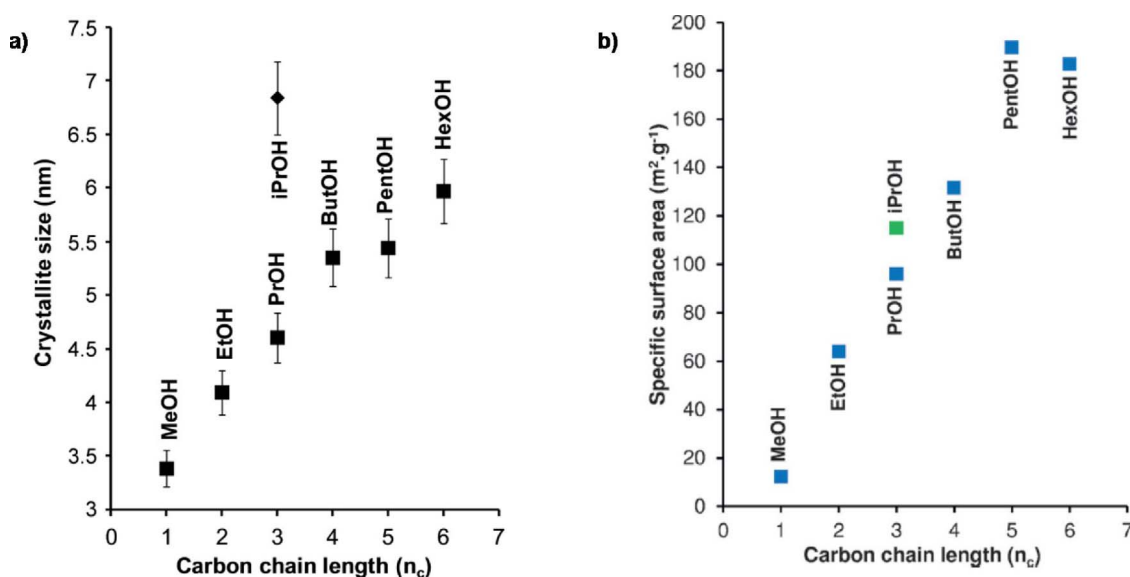 a)
Crystallite size (nm)
7.5
7
6.5
6
5.5
5
4.5
4
3.5
3
MeOH
EtOH
PrOH
iPrOH
ButOH
PentOH
HexOH
0 1 2 3 4 5 6 7
Carbon chain length (n_c)
b)
Specific surface area (m².g⁻¹)
200
180
160
140
120
100
80
60
40
20
0
MeOH
EtOH
PrOH
iPrOH
ButOH
PentOH
HexOH
0 1 2 3 4 5 6 7
Carbon chain length (n_c)